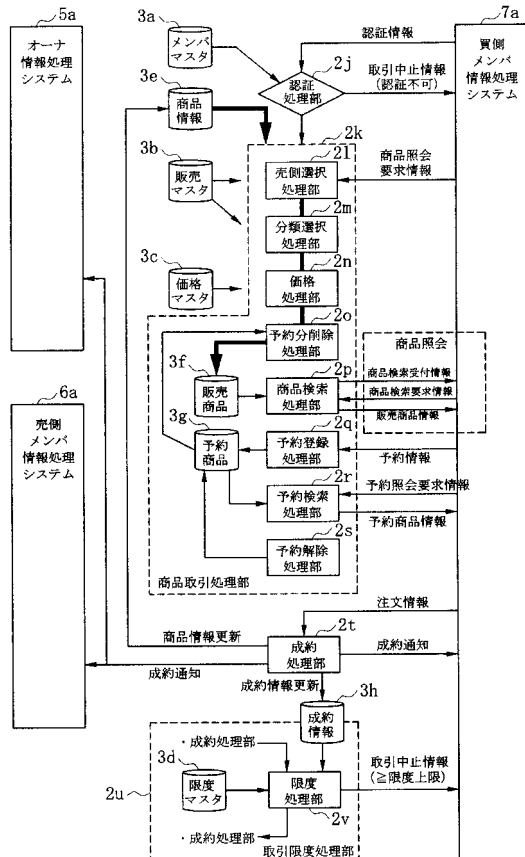 5a
オーナ
情報処理
システム
3a
メンバ
マスタ
認証情報
7a
買側
メンバ
情報処理
システム
2j
認証
処理部
取引中止情報
(認証不可)
3e
商品
情報
2k
3b
販売
マスタ
2l
売側選択
処理部
商品照会
要求情報
2m
分類選択
処理部
3c
価格
マスタ
2n
価格
処理部
2o
予約分削除
処理部
商品照会
3f
販売
商品
2p
商品検索
処理部
商品検索受付情報
商品検索要求情報
販売商品情報
6a
売側
メンバ
情報処理
システム
3g
予約
商品
2q
予約登録
処理部
予約情報
2r
予約検索
処理部
予約照会要求情報
予約商品情報
2s
予約解除
処理部
商品取引処理部
注文情報
商品情報更新
2t
成約
処理部
成約通知
成約通知
成約情報更新
3h
成約
情報
・成約処理部
3d
限度
マスタ
限度
処理部
2v
取引中止情報
(≧限度上限)
2u
・成約処理部
取引限度処理部